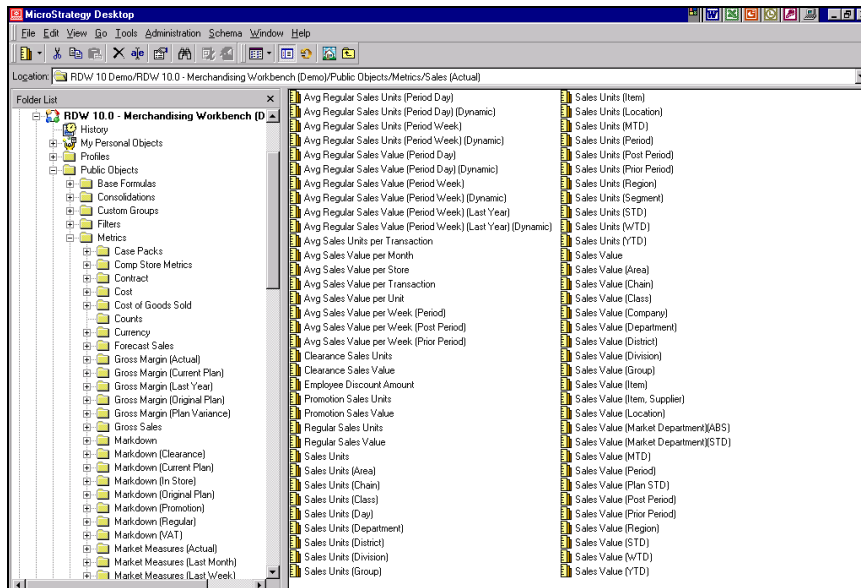 MicroStrategy Desktop
File Edit View Go Tools Administration Schema Window Help
Location: RDW 10 Demo/RDW 10.0 - Merchandising Workbench (Demo)/Public Objects/Metrics/Sales (Actual)
Folder List
RDW 10.0 - Merchandising Workbench (D
History
My Personal Objects
Profiles
Public Objects
Base Formulas
Consolidations
Custom Groups
Filters
Metrics
Case Packs
Comp Store Metrics
Contract
Cost
Cost of Goods Sold
Counts
Currency
Forecast Sales
Gross Margin (Actual)
Gross Margin (Current Plan)
Gross Margin (Last Year)
Gross Margin (Original Plan)
Gross Margin (Plan Variance)
Gross Sales
Markdown
Markdown (Clearance)
Markdown (Current Plan)
Markdown (In Store)
Markdown (Original Plan)
Markdown (Promotion)
Markdown (Regular)
Markdown (VAT)
Market Measures (Actual)
Market Measures (Last Month)
Market Measures (Last Week)
Avg Regular Sales Units (Period Day)
Avg Regular Sales Units (Period Day) (Dynamic)
Avg Regular Sales Units (Period Week)
Avg Regular Sales Units (Period Week) (Dynamic)
Avg Regular Sales Value (Period Day)
Avg Regular Sales Value (Period Day) (Dynamic)
Avg Regular Sales Value (Period Week)
Avg Regular Sales Value (Period Week) (Dynamic)
Avg Regular Sales Value (Period Week) (Last Year)
Avg Regular Sales Value (Period Week) (Last Year) (Dynamic)
Avg Sales Units per Transaction
Avg Sales Value per Month
Avg Sales Value per Store
Avg Sales Value per Transaction
Avg Sales Value per Unit
Avg Sales Value per Week (Period)
Avg Sales Value per Week (Post Period)
Avg Sales Value per Week (Prior Period)
Clearance Sales Units
Clearance Sales Value
Employee Discount Amount
Promotion Sales Units
Promotion Sales Value
Regular Sales Units
Regular Sales Value
Sales Units
Sales Units (Area)
Sales Units (Chain)
Sales Units (Class)
Sales Units (Day)
Sales Units (Department)
Sales Units (District)
Sales Units (Division)
Sales Units (Group)
Sales Units (Item)
Sales Units (Location)
Sales Units (MTD)
Sales Units (Period)
Sales Units (Post Period)
Sales Units (Prior Period)
Sales Units (Region)
Sales Units (Segment)
Sales Units (STD)
Sales Units (WTD)
Sales Units (YTD)
Sales Value
Sales Value (Area)
Sales Value (Chain)
Sales Value (Class)
Sales Value (Company)
Sales Value (Department)
Sales Value (District)
Sales Value (Division)
Sales Value (Group)
Sales Value (Item)
Sales Value (Item, Supplier)
Sales Value (Location)
Sales Value (Market Department)(ABS)
Sales Value (Market Department)(STD)
Sales Value (MTD)
Sales Value (Period)
Sales Value (Plan STD)
Sales Value (Post Period)
Sales Value (Prior Period)
Sales Value (Region)
Sales Value (STD)
Sales Value (WTD)
Sales Value (YTD)